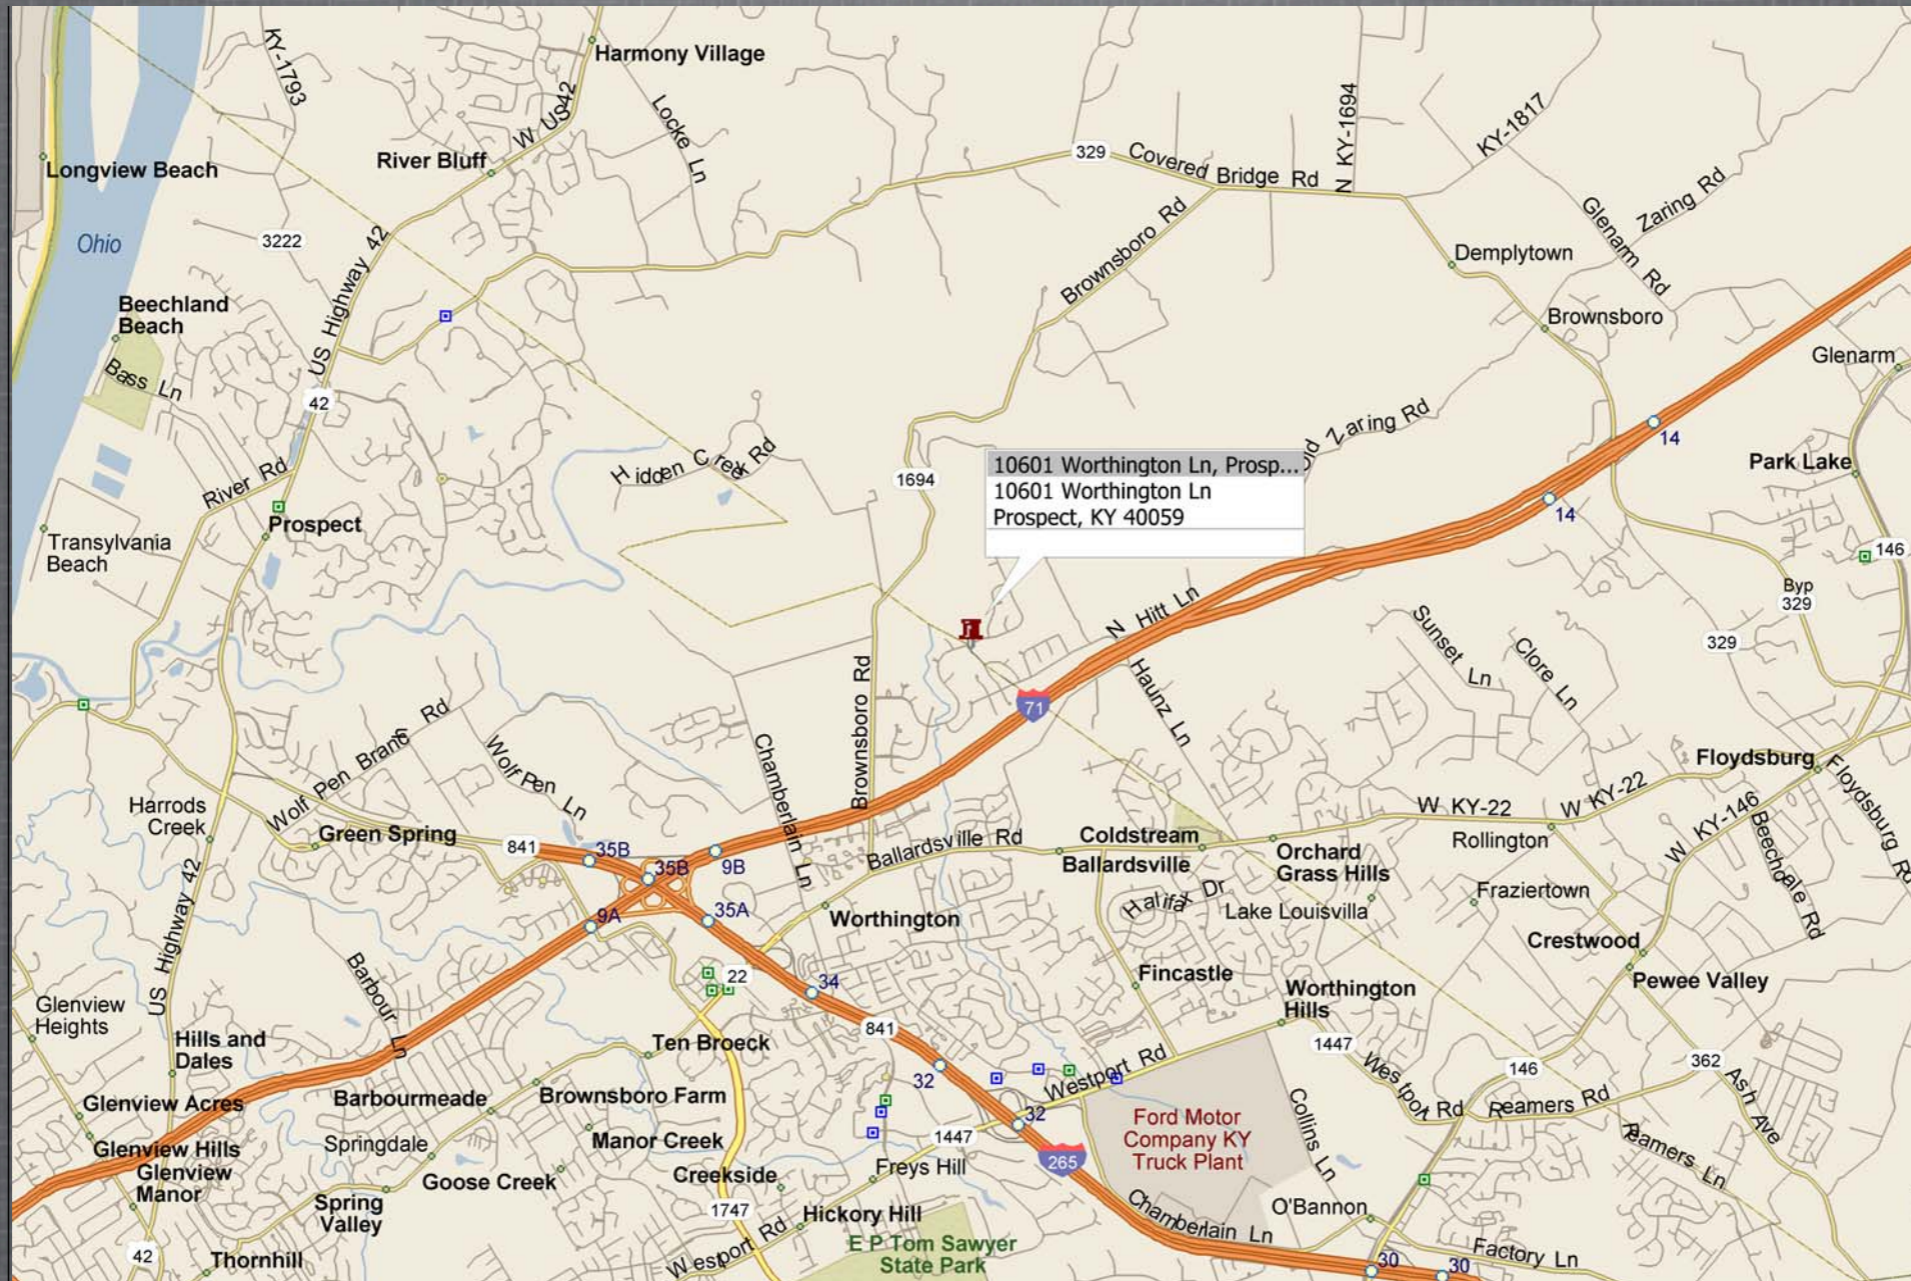 KY-1793
Harmony Village
W US42
Locke Ln
River Bluff
Longview Beach
Ohio
3222
US Highway 42
329
Covered Bridge Rd
N KY-1694
KY-1817
Zaring Rd
Glenarm Rd
Brownsboro Rd
Demplytown
Brownsboro
Glenarm
Beechland
Beach
Bass Ln
42
River Rd
Prospect
Transylvania
Beach
Hidden Creek Rd
1694
10601 Worthington Ln, Prosp...
10601 Worthington Ln
Prospect, KY 40059
Old Zaring Rd
14
14
Park Lake
146
Byp
329
329
N Hitt Ln
71
Haunz Ln
Sunset Ln
Clore Ln
Brownsboro Rd
Chamberlain Ln
Wolf Pen Branc
S Rd
Wolf Pen Ln
Harrods
Creek
Green Spring
841
35B
35B
9B
9A
35A
Ballardsville Rd
Coldstream
Ballardsville
Orchard
Grass Hills
W KY-22
W KY-22
Rollington
Floydsburg
Floydsburg Rd
W KY-146
Beechdale Rd
Worthington
Halifax Dr
Lake Louisvilla
Fraziertown
Crestwood
Pewee Valley
22
34
841
Fincastle
Worthington
Hills
US Highway 42
Barbour Ln
Glenview
Heights
Hills and
Dales
Ten Broeck
32
32
Westport Rd
1447
Westport Rd
146
362
Ash Ave
Reamers Rd
Reamers Ln
Glenview Acres
Barbourmeade
Brownsboro Farm
Glenview Hills
Glenview
Manor
Springdale
Manor Creek
Goose Creek
Creekside
1447
Freys Hill
265
Ford Motor
Company KY
Truck Plant
Collins Ln
Spring
Valley
1747
Hickory Hill
Westport Rd
E P Tom Sawyer
State Park
Chamberlain Ln
O'Bannon
30
30
Factory Ln
42
Thornhill